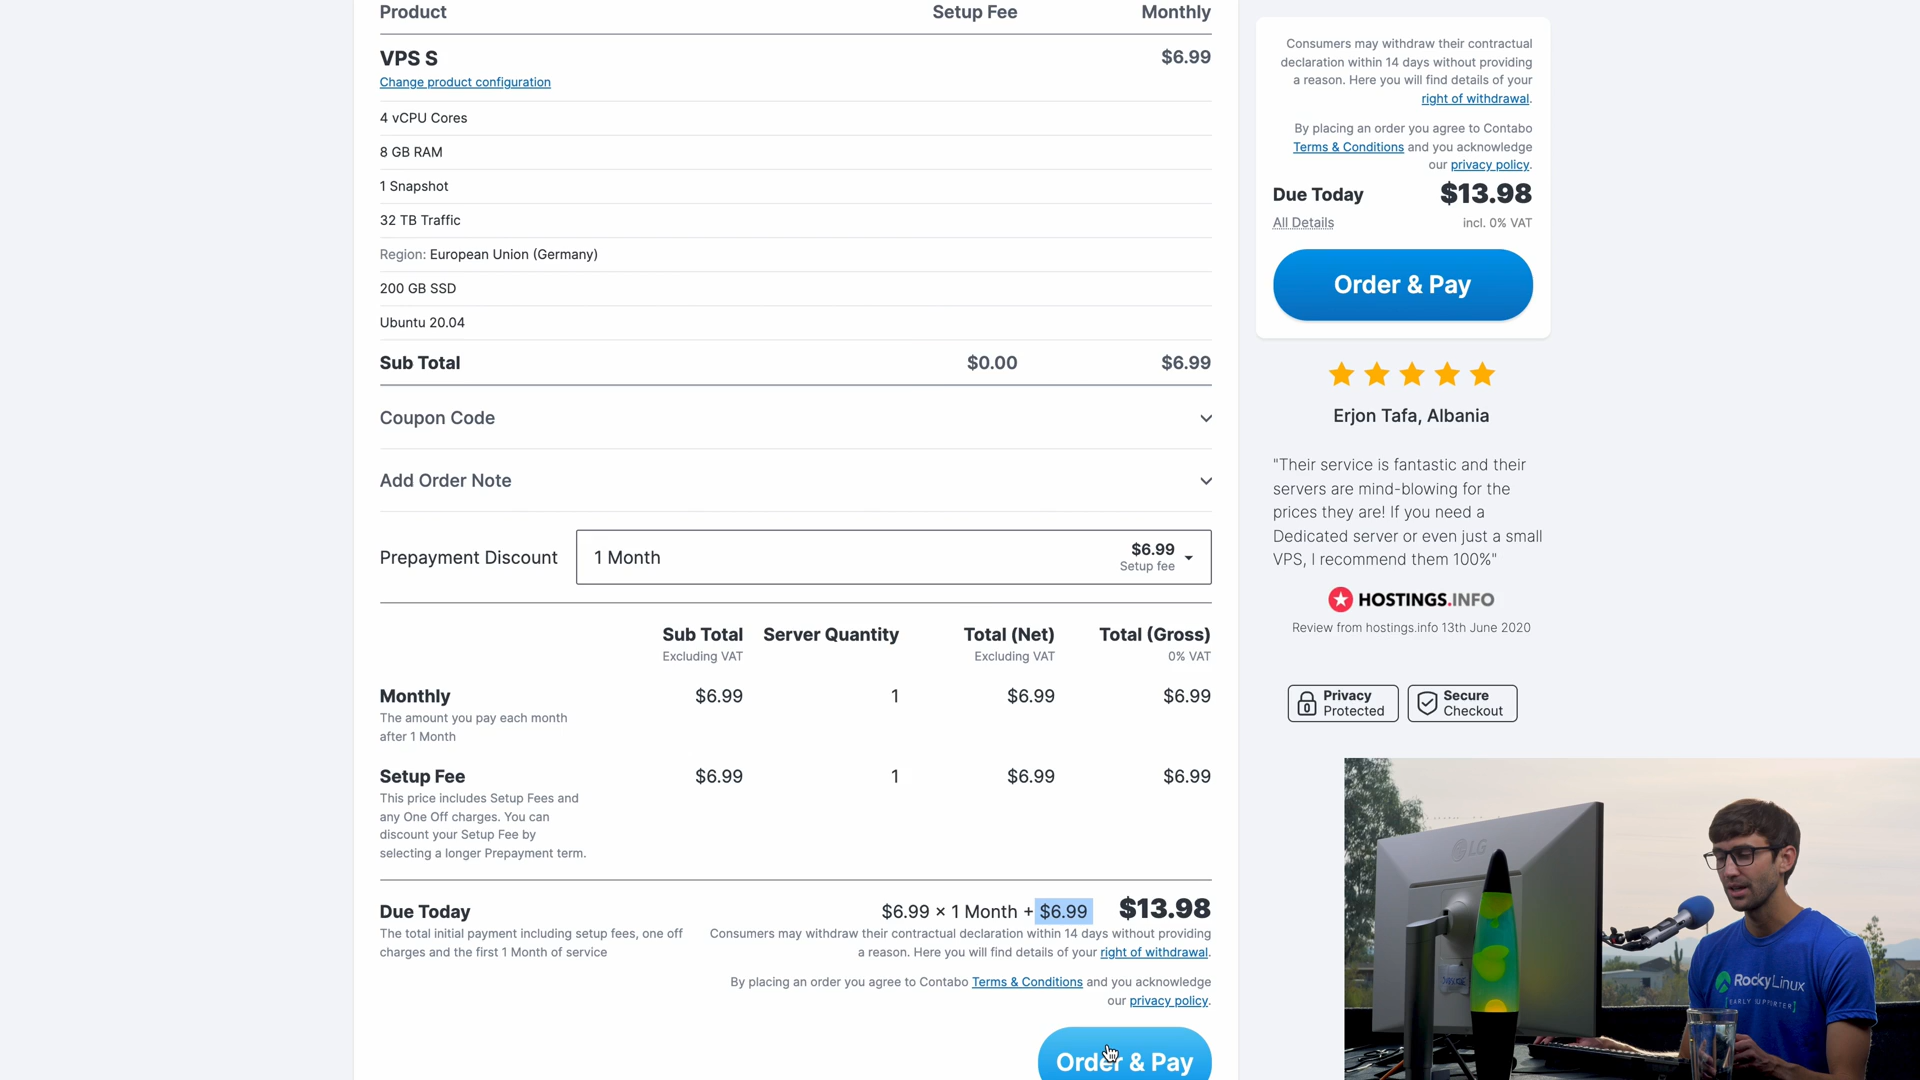 Product Setup Fee Monthly
VPS S $6.99
Change product configuration
4 vCPU Cores
8 GB RAM
1 Snapshot
32 TB Traffic
Region: European Union (Germany)
200 GB SSD
Ubuntu 20.04
Sub Total $0.00 $6.99
Coupon Code
Add Order Note
Prepayment Discount 1 Month $6.99
Setup fee
Sub Total Server Quantity Total (Net) Total (Gross)
Excluding VAT Excluding VAT 0% VAT
Monthly $6.99 1 $6.99 $6.99
The amount you pay each month
after 1 Month
Setup Fee $6.99 1 $6.99 $6.99
This price includes Setup Fees and
any One Off charges. You can
discount your Setup Fee by
selecting a longer Prepayment term.
Due Today $6.99 × 1 Month + $6.99 $13.98
The total initial payment including setup fees, one off
charges and the first 1 Month of service
Consumers may withdraw their contractual declaration within 14 days without providing
a reason. Here you will find details of your right of withdrawal.
By placing an order you agree to Contabo Terms & Conditions and you acknowledge
our privacy policy.
Order & Pay
Consumers may withdraw their contractual
declaration within 14 days without providing
a reason. Here you will find details of your
right of withdrawal.
By placing an order you agree to Contabo
Terms & Conditions and you acknowledge
our privacy policy.
Due Today $13.98
All Details incl. 0% VAT
Order & Pay
Erjon Tafa, Albania
"Their service is fantastic and their
servers are mind-blowing for the
prices they are! If you need a
Dedicated server or even just a small
VPS, I recommend them 100%"
HOSTINGS.INFO
Review from hostings.info 13th June 2020
Privacy
Protected
Secure
Checkout
LG
RockyLinux
[EARLY SUPPORTER]